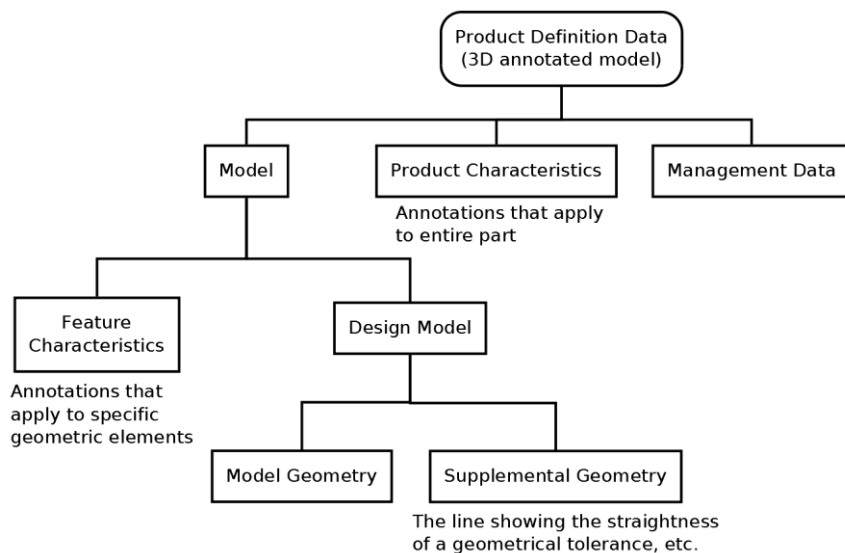 Product Definition Data
(3D annotated model)
Model
Product Characteristics
Management Data
Annotations that apply
to entire part
Feature
Characteristics
Design Model
Annotations that
apply to specific
geometric elements
Model Geometry
Supplemental Geometry
The line showing the straightness
of a geometrical tolerance, etc.